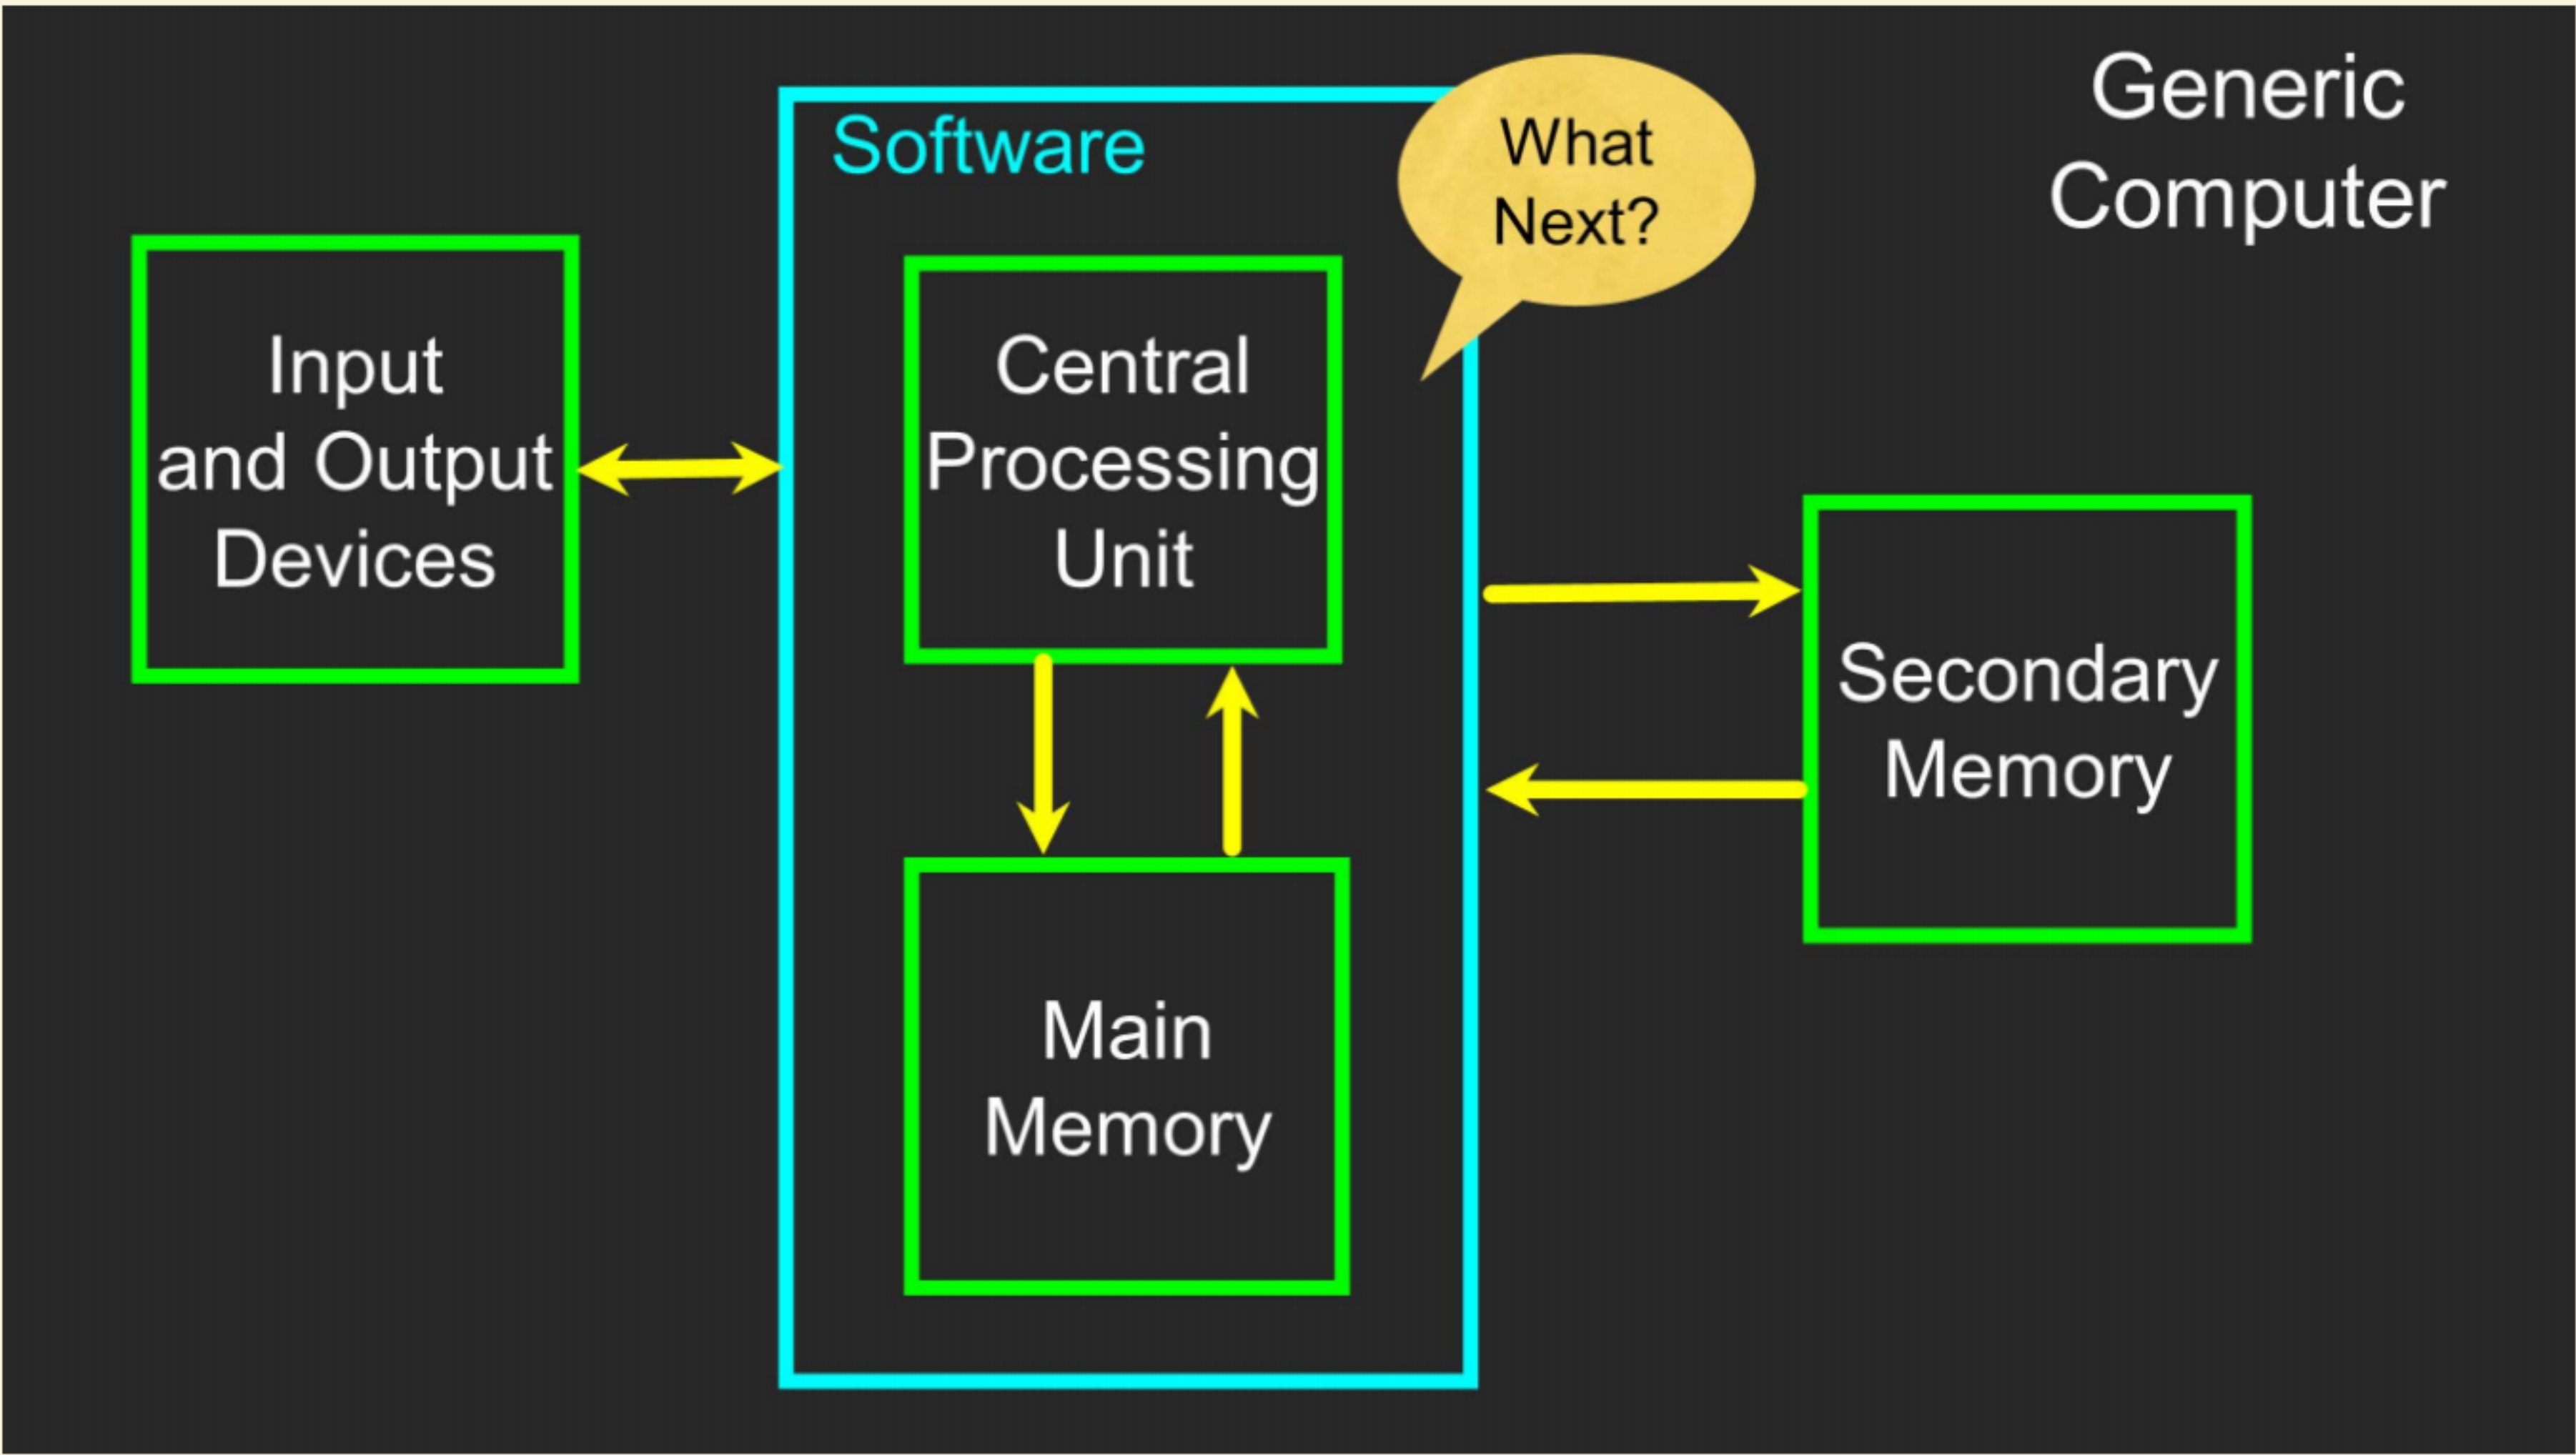 Generic
Computer
Software
What
Next?
Input
and Output
Devices
Central
Processing
Unit
Secondary
Memory
Main
Memory